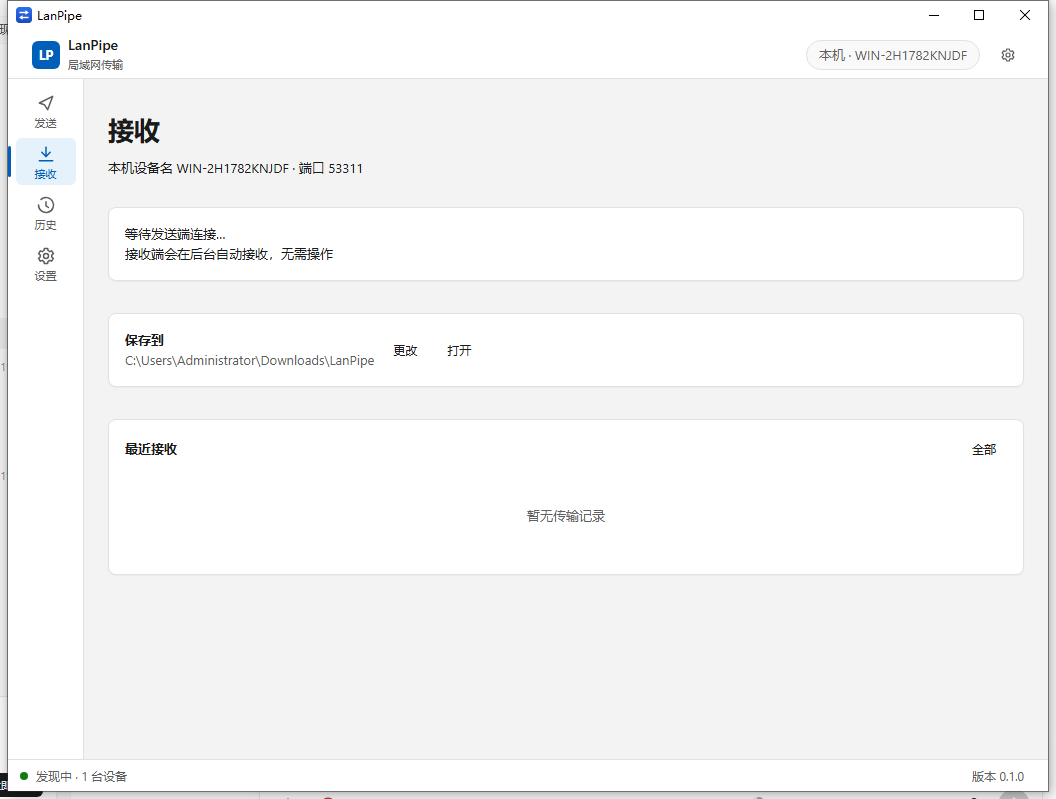 LanPipe
LP
LanPipe
局域网传输
本机 · WIN-2H1782KNJDF
发送
接收
历史
设置
接收
本机设备名 WIN-2H1782KNJDF · 端口 53311
等待发送端连接...
接收端会在后台自动接收，无需操作
保存到
C:\Users\Administrator\Downloads\LanPipe
更改
打开
最近接收
全部
暂无传输记录
发现中 · 1 台设备
版本 0.1.0